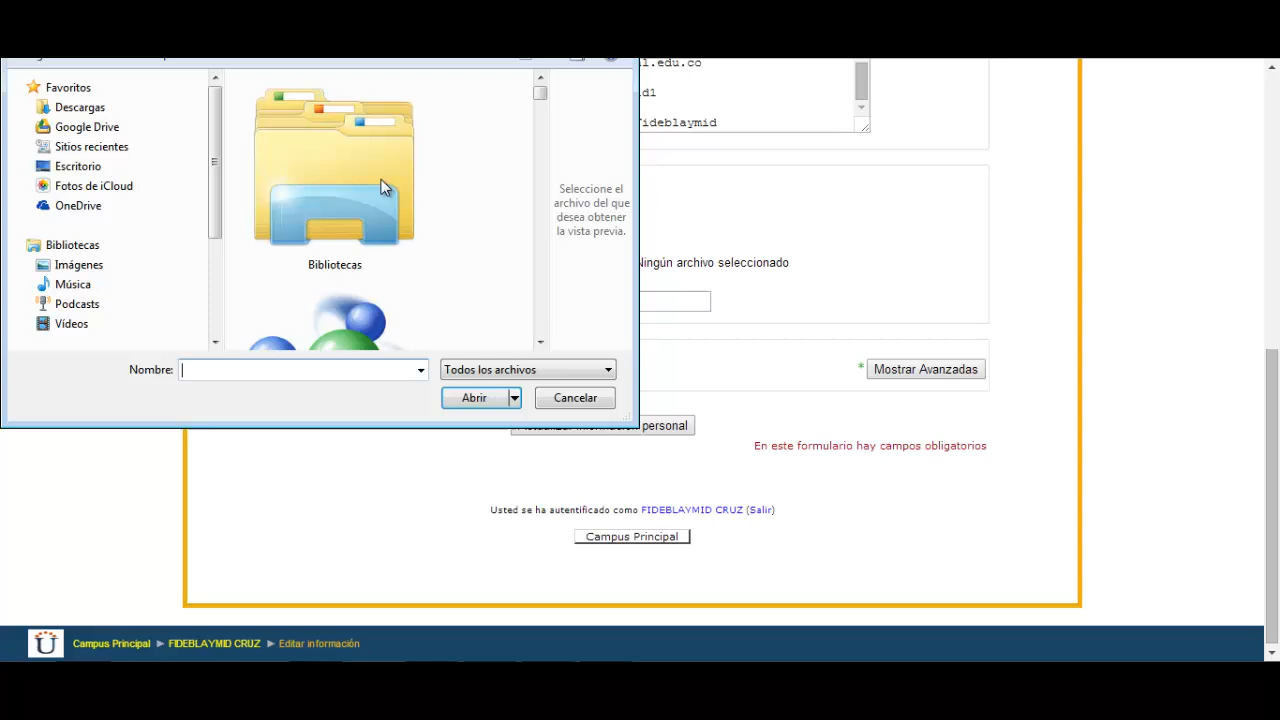 Favoritos
Descargas
Google Drive
Sitios recientes
Escritorio
Fotos de iCloud
OneDrive
Bibliotecas
Imágenes
Música
Podcasts
Vídeos
Bibliotecas
Seleccione el
archivo del que
desea obtener
la vista previa.
Nombre:
Todos los archivos
Abrir
Cancelar
l.edu.co
d1
Fideblaymid
Ningún archivo seleccionado
* Mostrar Avanzadas
Actualizar información personal
En este formulario hay campos obligatorios
Usted se ha autentificado como FIDEBLAYMID CRUZ (Salir)
Campus Principal
Campus Principal ► FIDEBLAYMID CRUZ ► Editar información